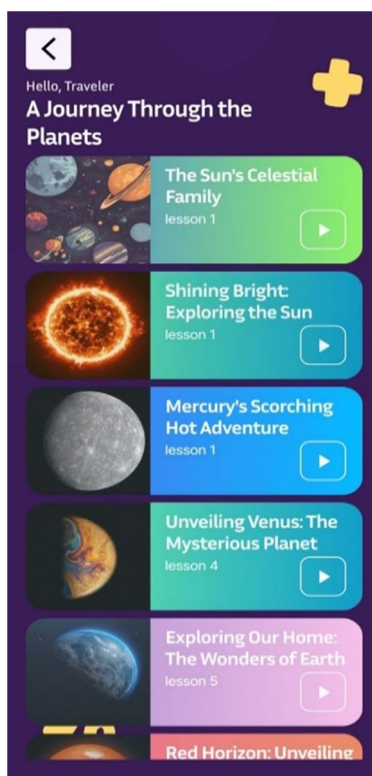 Hello, Traveler
A Journey Through the
Planets
The Sun's Celestial
Family
lesson 1
Shining Bright:
Exploring the Sun
lesson 1
Mercury's Scorching
Hot Adventure
lesson 1
Unveiling Venus: The
Mysterious Planet
lesson 4
Exploring Our Home:
The Wonders of Earth
lesson 5
Red Horizon: Unveiling